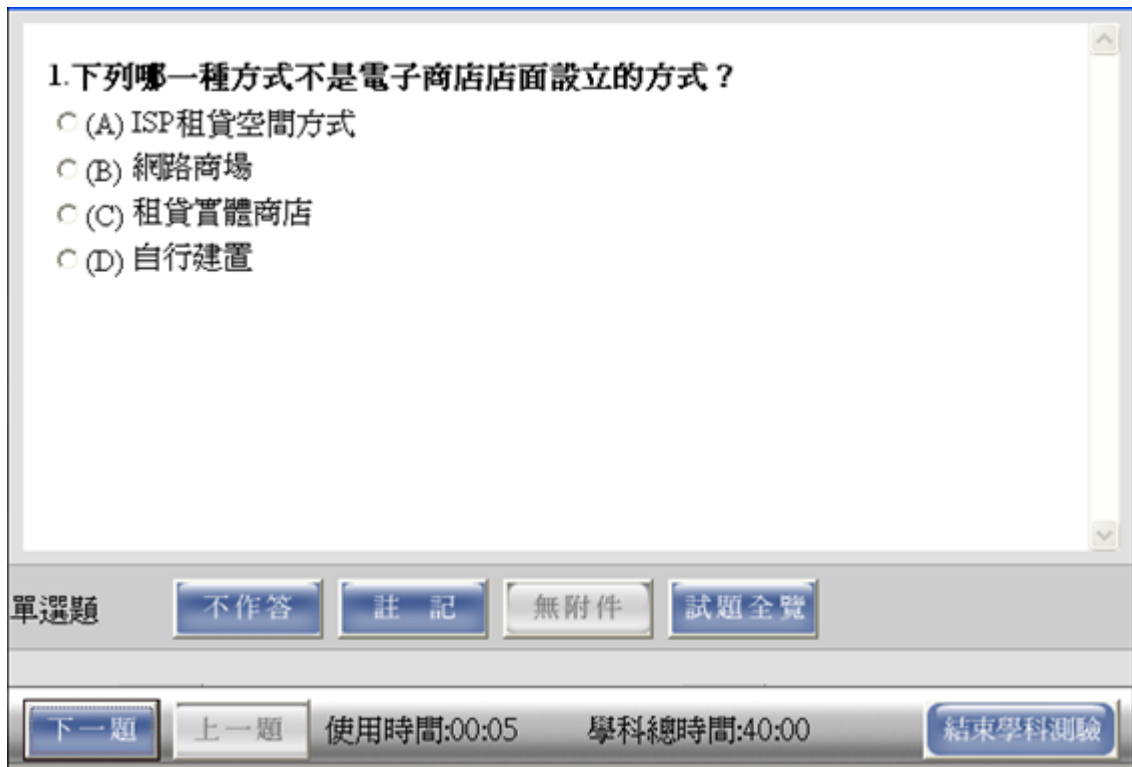 1.下列哪一種方式不是電子商店店面設立的方式？
(A) ISP租貸空間方式
(B) 網路商場
(C) 租貸實體商店
(D) 自行建置
單選題 不作答 註 記 無附件 試題全覽
下一題 上一題 使用時間:00:05 學科總時間:40:00 結束學科測驗